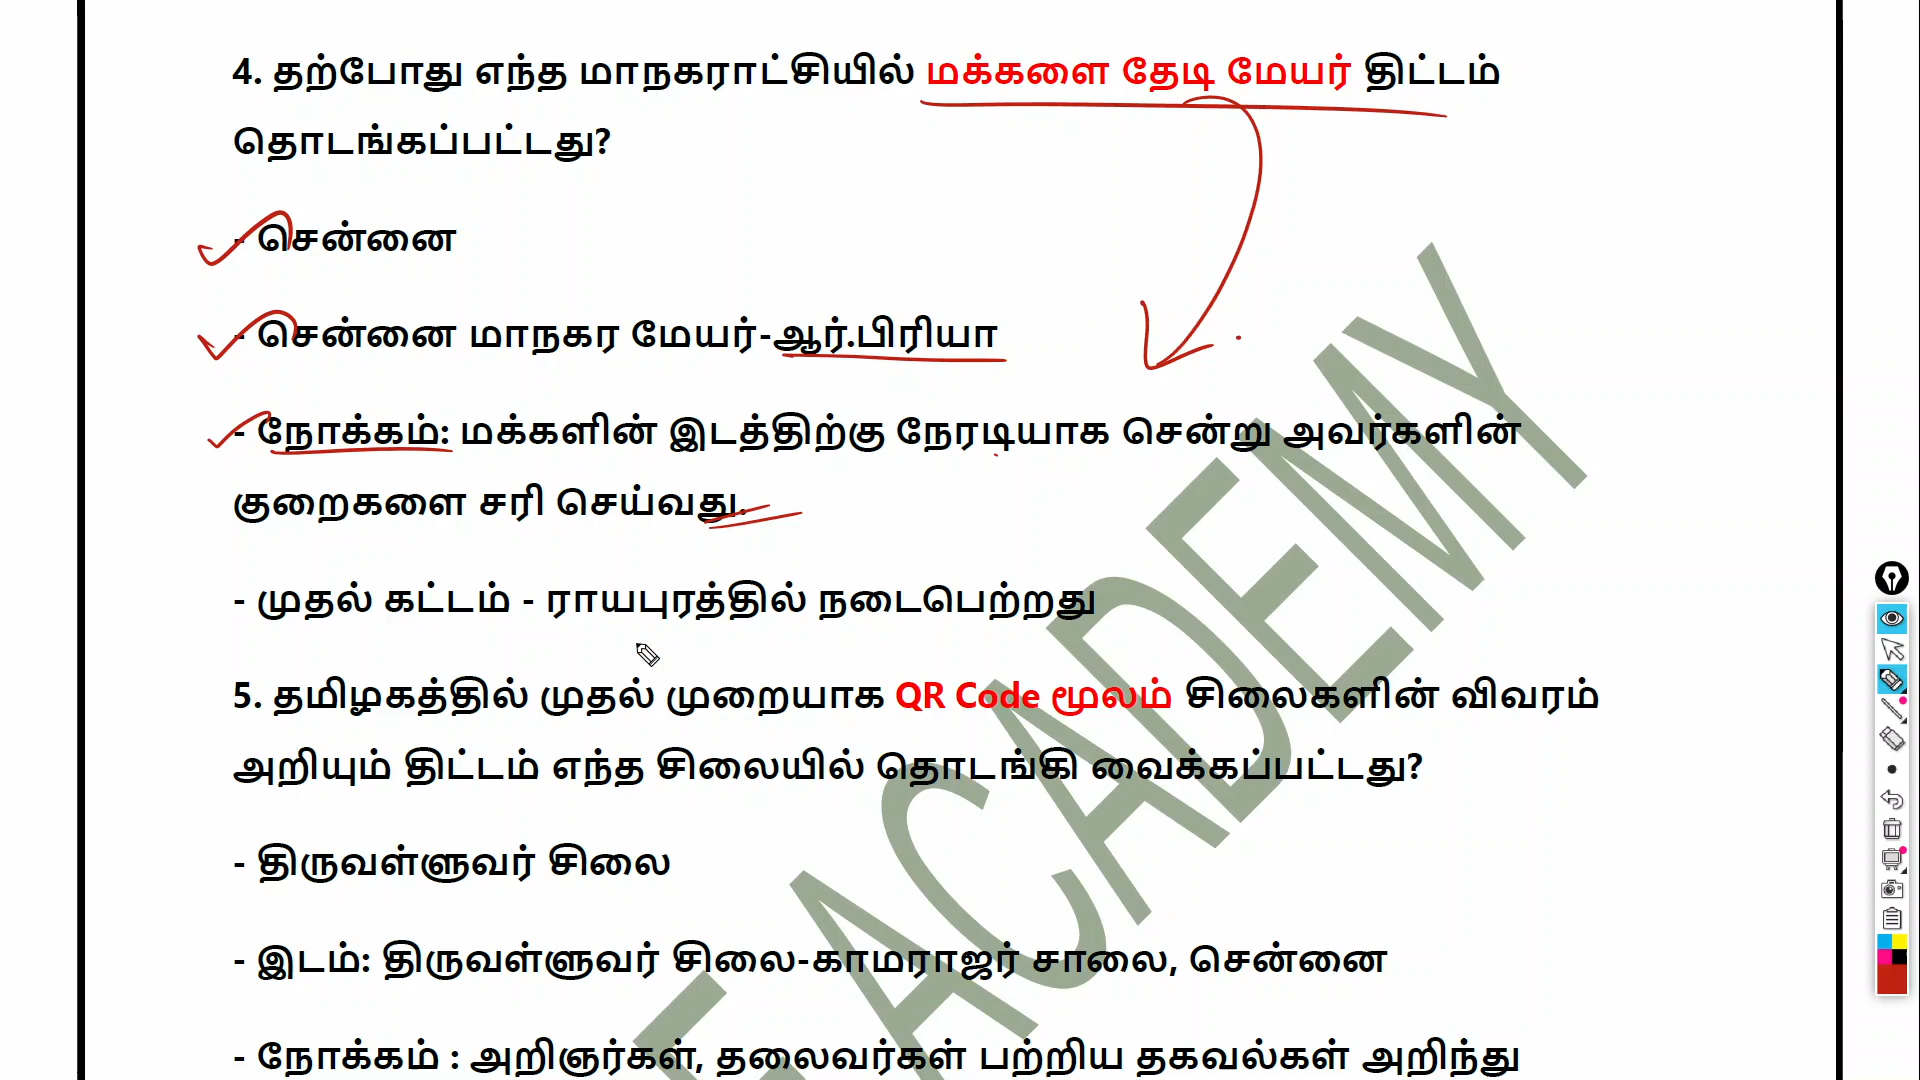 4. தற்போது எந்த மாநகராட்சியில் மக்களை தேடி மேயர் திட்டம்
தொடங்கப்பட்டது?
- சென்னை
- சென்னை மாநகர மேயர்-ஆர்.பிரியா
- நோக்கம்: மக்களின் இடத்திற்கு நேரடியாக சென்று அவர்களின்
குறைகளை சரி செய்வது.
- முதல் கட்டம் - ராயபுரத்தில் நடைபெற்றது
5. தமிழகத்தில் முதல் முறையாக QR Code மூலம் சிலைகளின் விவரம்
அறியும் திட்டம் எந்த சிலையில் தொடங்கி வைக்கப்பட்டது?
- திருவள்ளுவர் சிலை
- இடம்: திருவள்ளுவர் சிலை-காமராஜர் சாலை, சென்னை
- நோக்கம் : அறிஞர்கள், தலைவர்கள் பற்றிய தகவல்கள் அறிந்து
ACADEMY